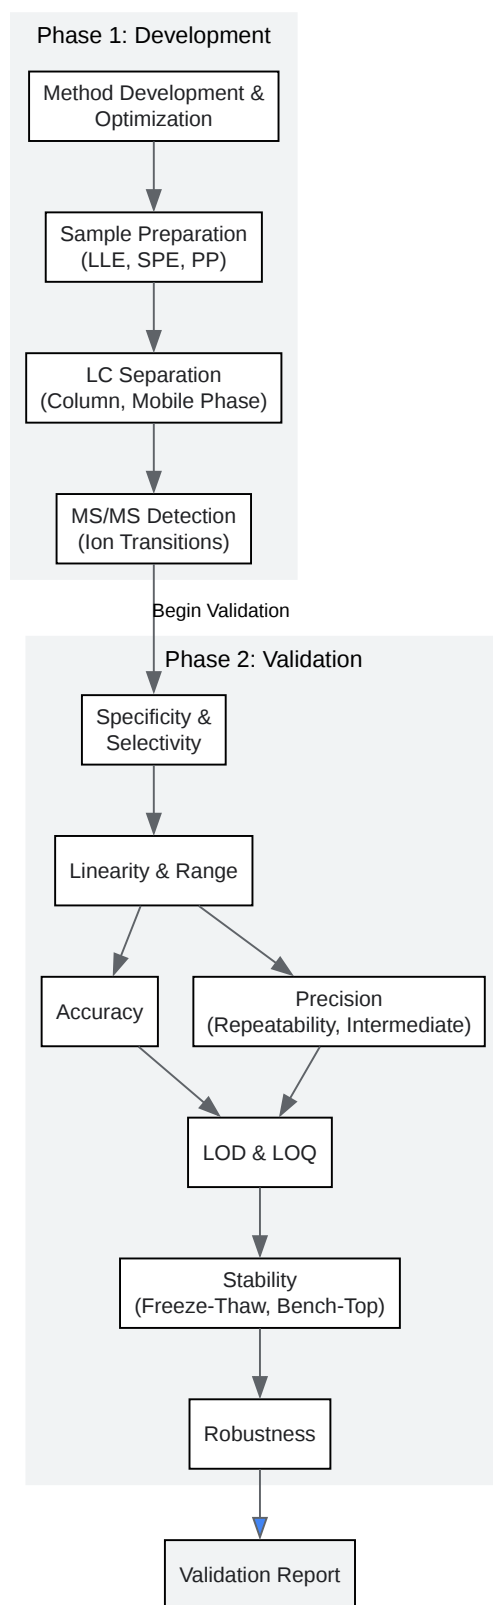 Phase 1: Development
Method Development &
Optimization
Sample Preparation
(LLE, SPE, PP)
LC Separation
(Column, Mobile Phase)
MS/MS Detection
(Ion Transitions)
Begin Validation
Phase 2: Validation
Specificity &
Selectivity
Linearity & Range
Accuracy
Precision
(Repeatability, Intermediate)
LOD & LOQ
Stability
(Freeze-Thaw, Bench-Top)
Robustness
Validation Report